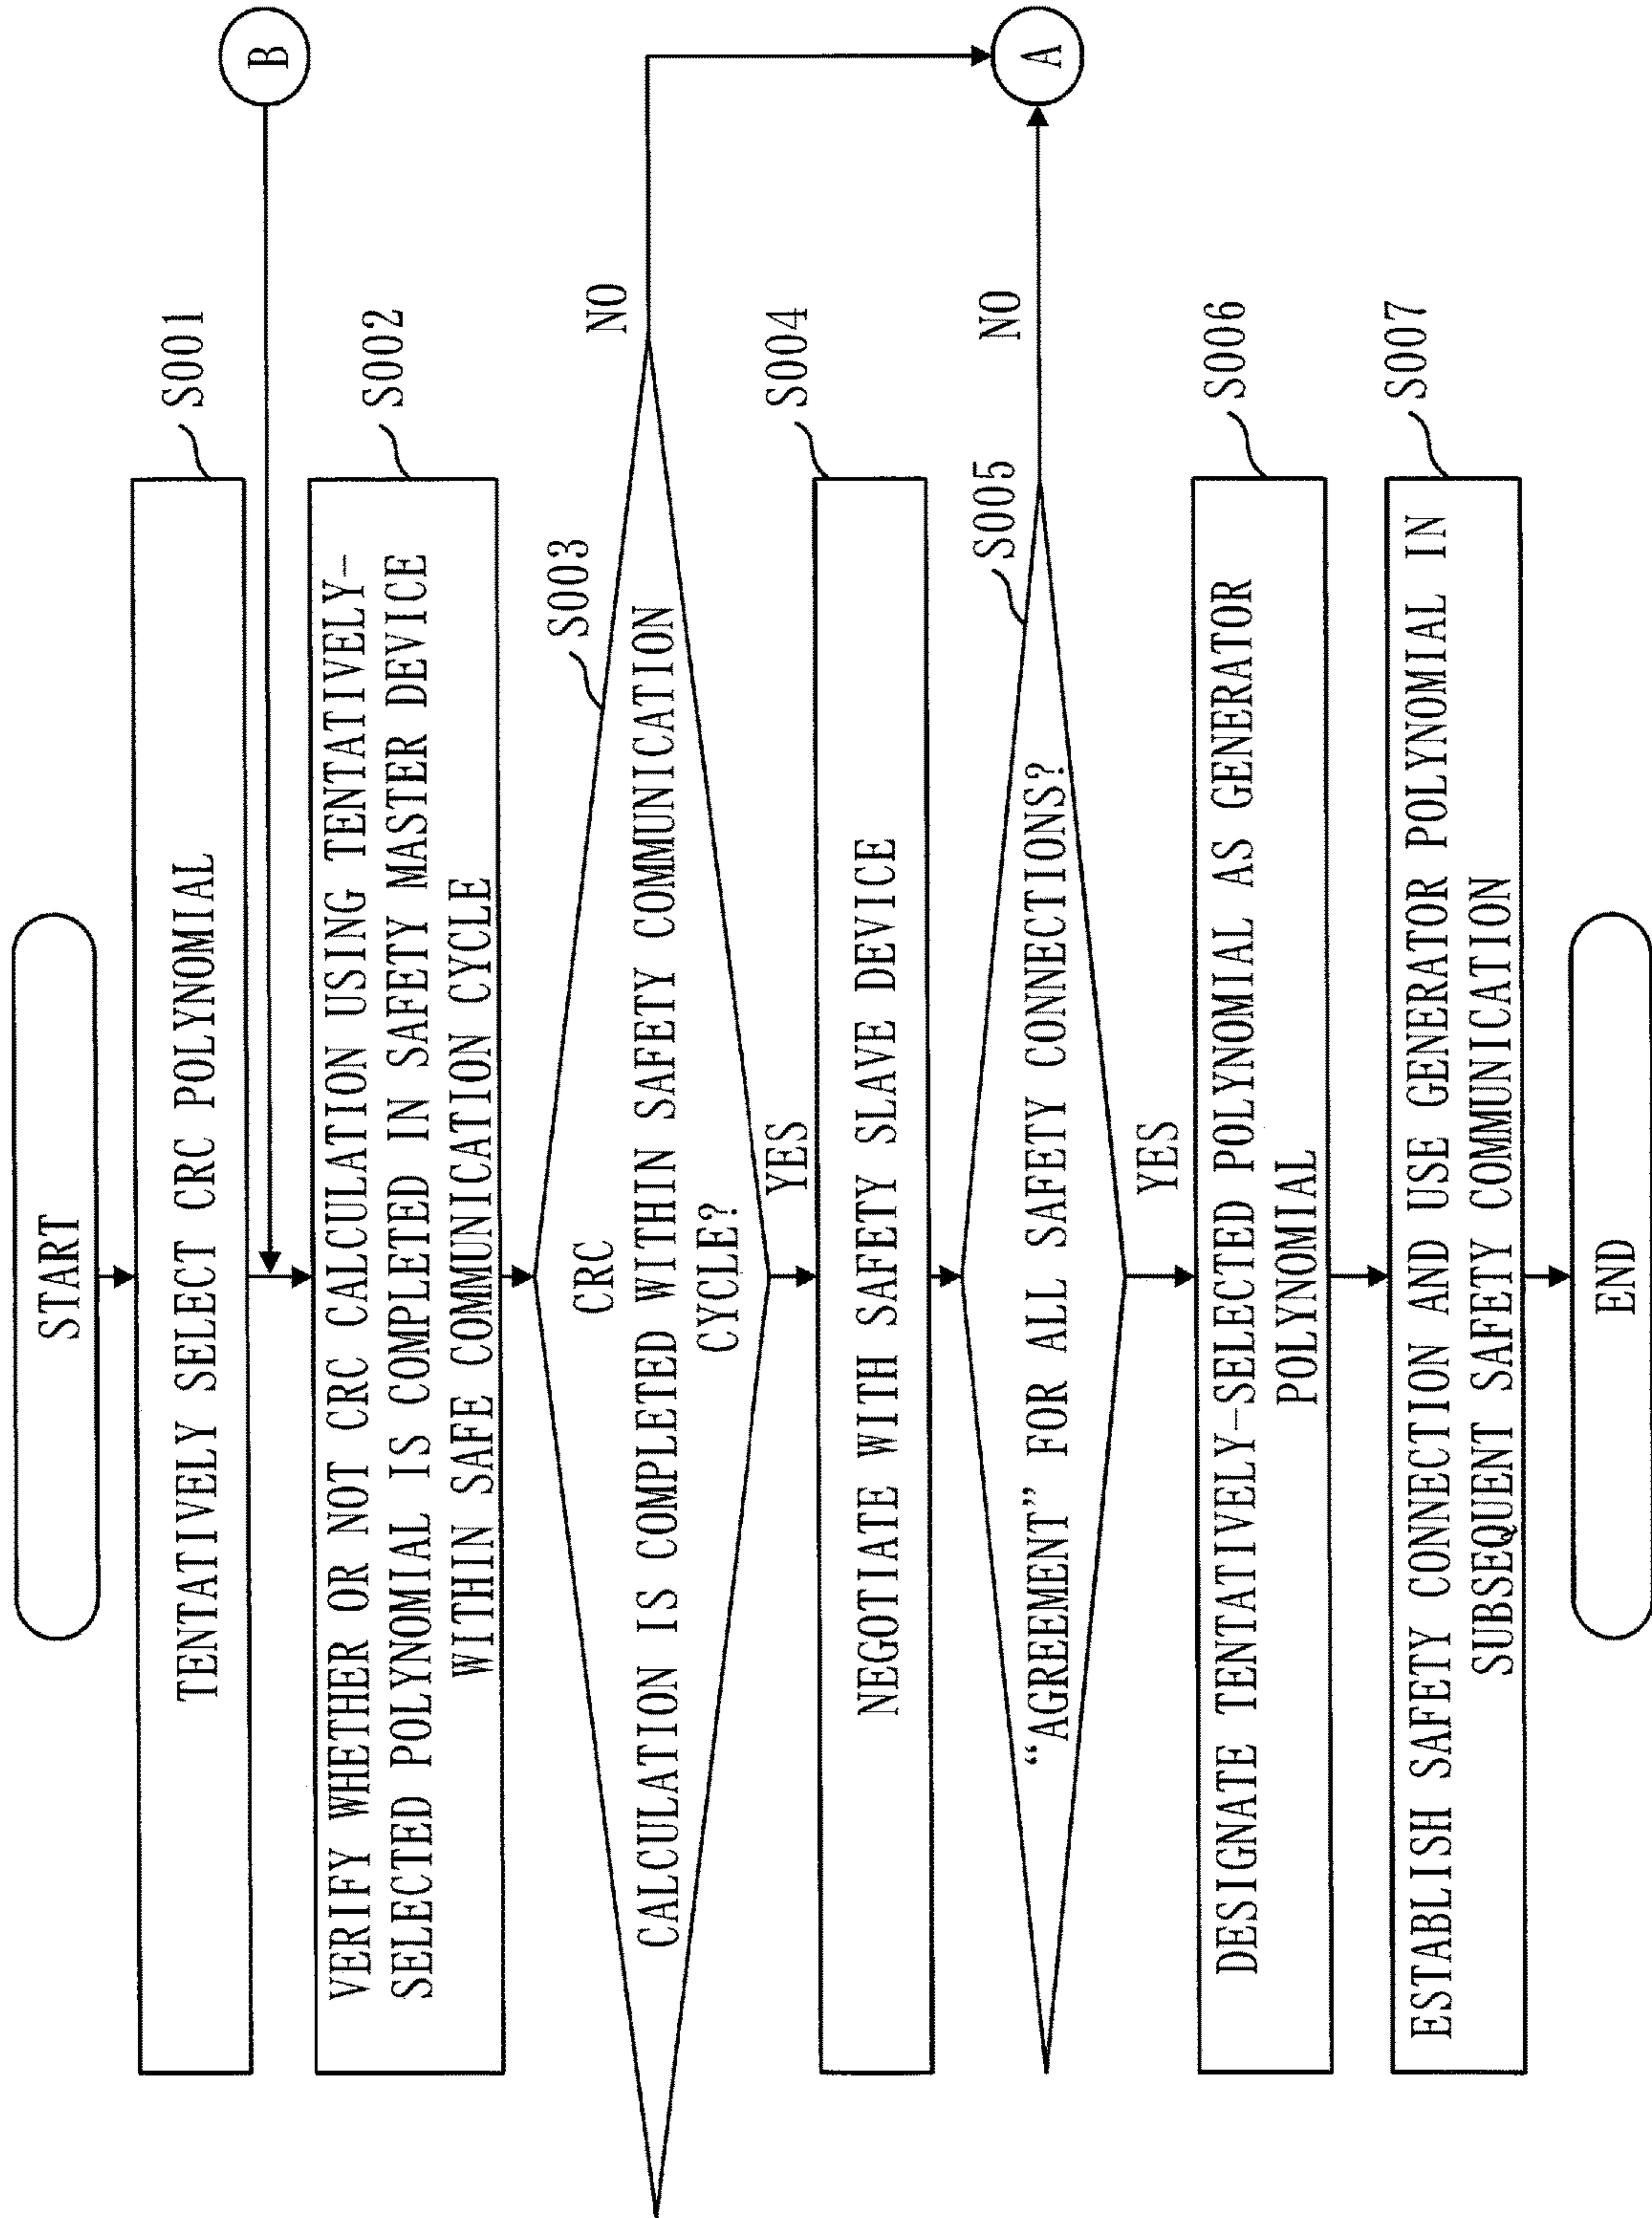 START
TENTATIVELY SELECT CRC POLYNOMIAL
S001
B
VERIFY WHETHER OR NOT CRC CALCULATION USING TENTATIVELY-
SELECTED POLYNOMIAL IS COMPLETED IN SAFETY MASTER DEVICE
WITHIN SAFE COMMUNICATION CYCLE
S002
CRC
CALCULATION IS COMPLETED WITHIN SAFETY COMMUNICATION
CYCLE?
S003
NO
YES
NEGOTIATE WITH SAFETY SLAVE DEVICE
S004
“AGREEMENT” FOR ALL SAFETY CONNECTIONS?
S005
NO
A
YES
DESIGNATE TENTATIVELY-SELECTED POLYNOMIAL AS GENERATOR
POLYNOMIAL
S006
ESTABLISH SAFETY CONNECTION AND USE GENERATOR POLYNOMIAL IN
SUBSEQUENT SAFETY COMMUNICATION
S007
END